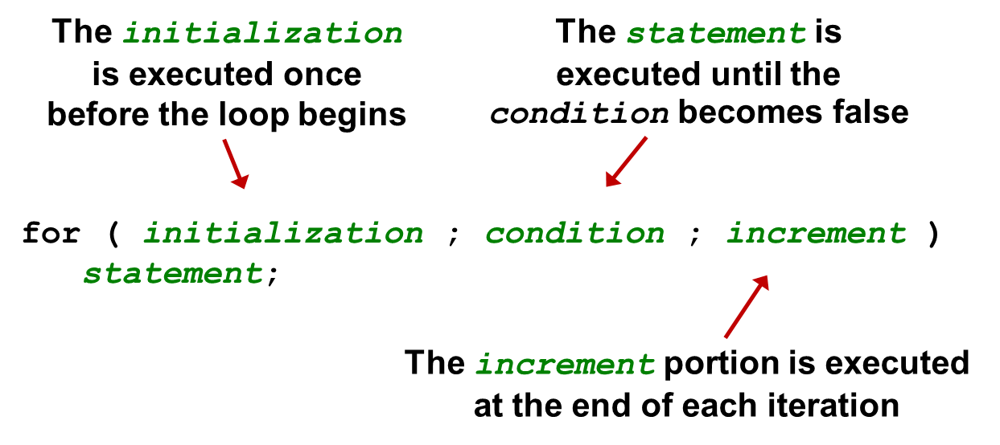 The initialization
is executed once
before the loop begins
The statement is
executed until the
condition becomes false
for ( initialization ; condition ; increment )
statement;
The increment portion is executed
at the end of each iteration